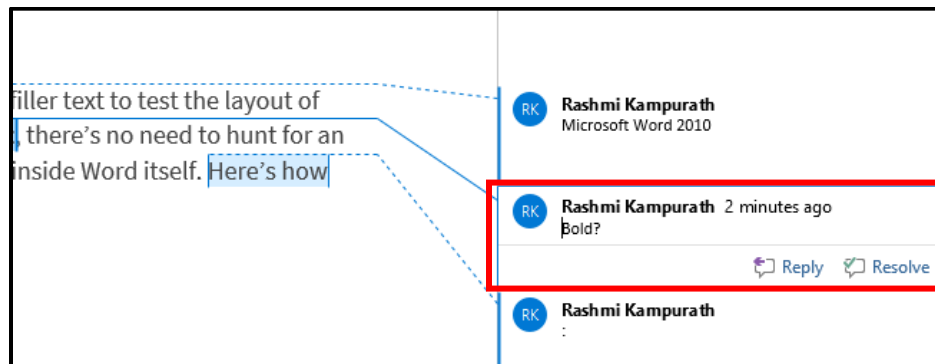 filler text to test the layout of
, there's no need to hunt for an
inside Word itself. Here's how
RK Rashmi Kampurath
Microsoft Word 2010
RK Rashmi Kampurath 2 minutes ago
Bold?
Reply Resolve
RK Rashmi Kampurath
: